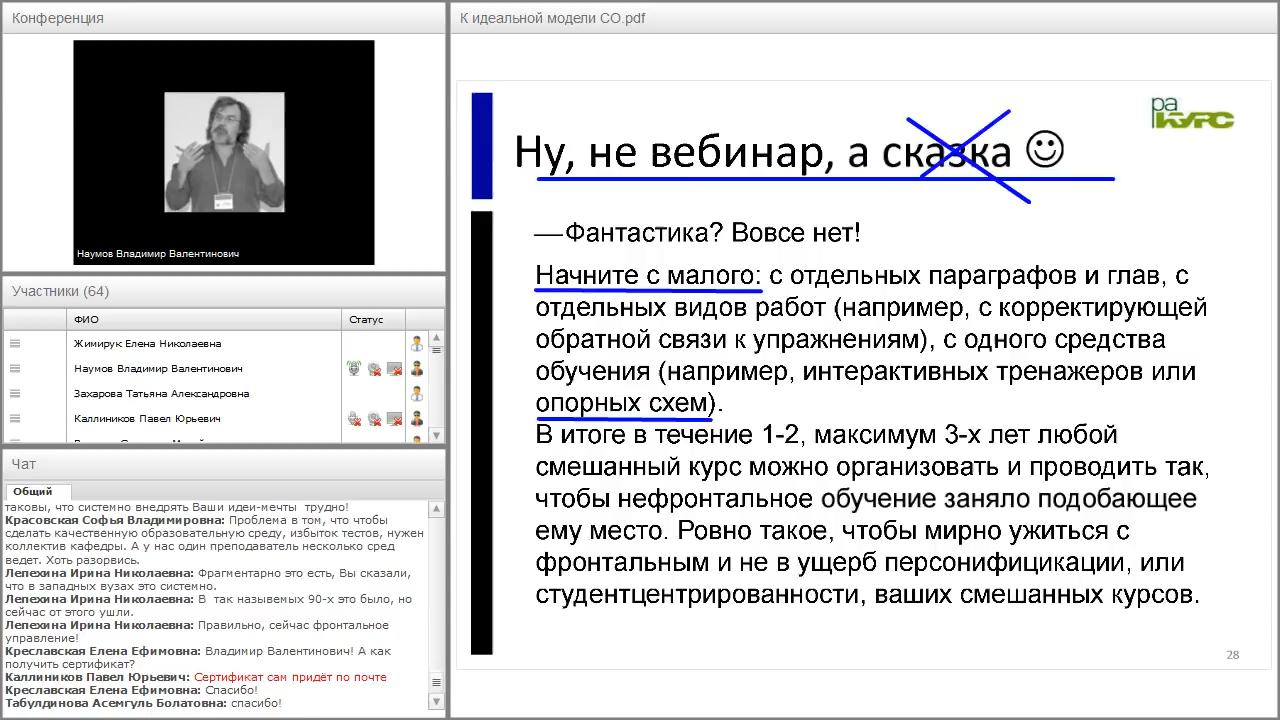 Конференция
Наумов Владимир Валентинович
Участники (64)
ФИО
Статус
Жимирук Елена Николаевна
Наумов Владимир Валентинович
Захарова Татьяна Александровна
Каллиников Павел Юрьевич
Чат
Общий
таковы, что системно внедрять Ваши идеи-мечты трудно!
Красовская Софья Владимировна: Проблема в том, что чтобы
сделать качественную образовательную среду, избыток тестов, нужен
коллектив кафедры. А у нас один преподаватель несколько сред
ведет. Хоть разорвись.
Лепехина Ирина Николаевна: Фрагментарно это есть, Вы сказали,
что в западных вузах это системно.
Лепехина Ирина Николаевна: В так назывемых 90-х это было, но
сейчас от этого ушли.
Лепехина Ирина Николаевна: Правильно, сейчас фронтальное
управление!
Креславская Елена Ефимовна: Владимир Валентинович! А как
получить сертификат?
Каллиников Павел Юрьевич: Сертификат сам придёт по почте
Креславская Елена Ефимовна: Спасибо!
Табулдинова Асемгуль Болатовна: спасибо!
К идеальной модели СО.pdf
ра
КУРС
Ну, не вебинар, а сказка ☺
—Фантастика? Вовсе нет!
Начните с малого: с отдельных параграфов и глав, с
отдельных видов работ (например, с корректирующей
обратной связи к упражнениям), с одного средства
обучения (например, интерактивных тренажеров или
опорных схем).
В итоге в течение 1-2, максимум 3-х лет любой
смешанный курс можно организовать и проводить так,
чтобы нефронтальное обучение заняло подобающее
ему место. Ровно такое, чтобы мирно ужиться с
фронтальным и не в ущерб персонифицикации, или
студентцентрированности, ваших смешанных курсов.
28